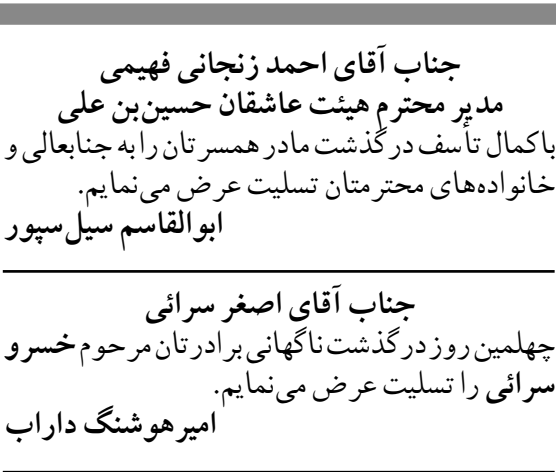 جناب آقای احمد زنجانی فهیمی
مدیر محترم هیئت عاشقان حسین‌بن علی
باکمال تأسف درگذشت مادر همسرتان را به جنابعالی و
خانواده‌های محترمتان تسلیت عرض می‌نمایم.
ابوالقاسم سیل‌سپور
جناب آقای اصغر سرائی
چهلمین روز درگذشت ناگهانی برادرتان مرحوم خسرو
سرائی را تسلیت عرض می‌نمایم.
امیرهوشنگ داراب